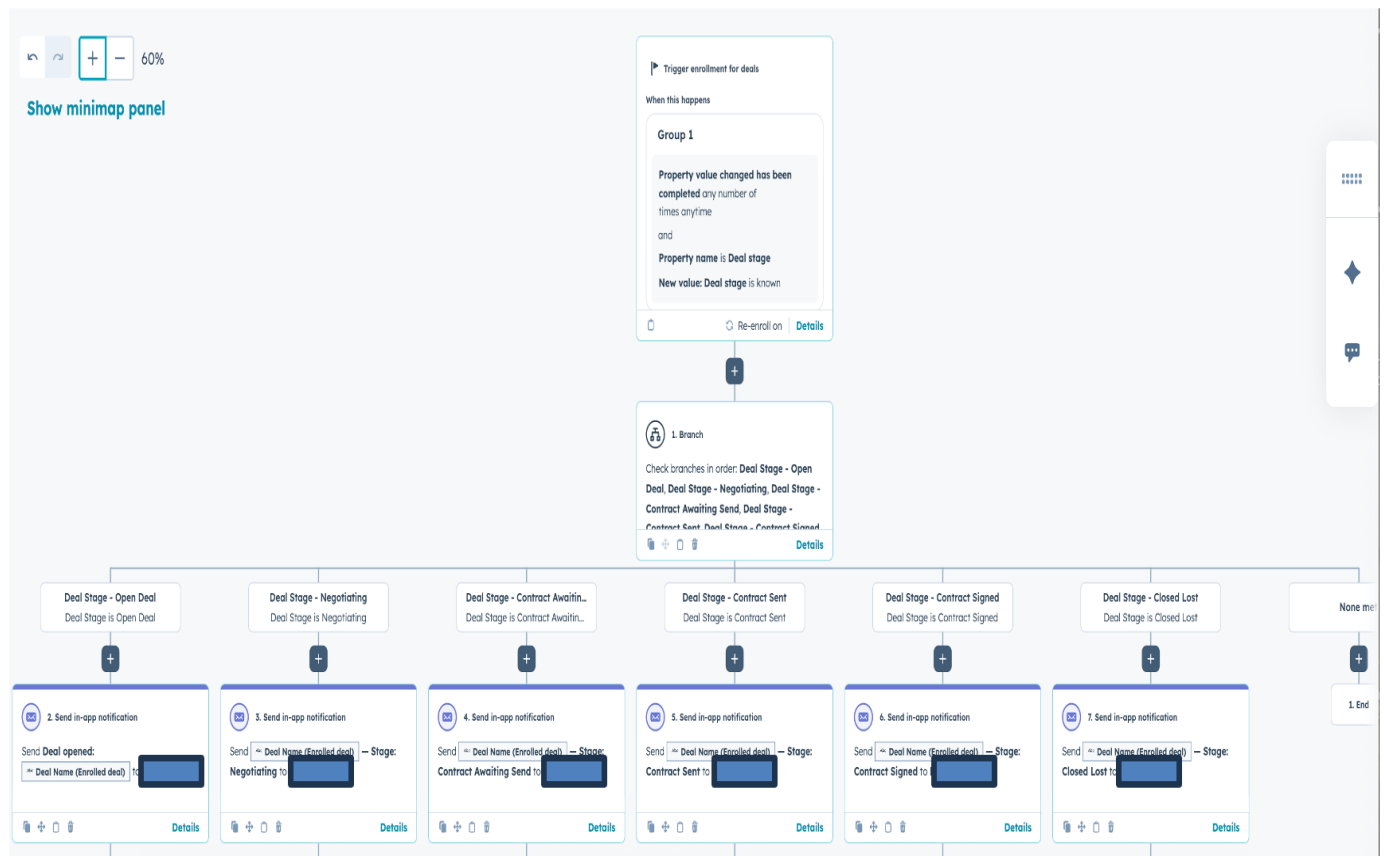 60%
Show minimap panel
Trigger enrollment for deals
When this happens
Group 1
Property value changed has been
completed any number of
times anytime
and
Property name is Deal stage
New value: Deal stage is known
Re-enroll on
Details
1. Branch
Check branches in order: Deal Stage - Open
Deal, Deal Stage - Negotiating, Deal Stage -
Contract Awaiting Send, Deal Stage -
Contract Sent, Deal Stage - Contract Signed
Details
Deal Stage - Open Deal
Deal Stage is Open Deal
Deal Stage - Negotiating
Deal Stage is Negotiating
Deal Stage - Contract Awaitin...
Deal Stage is Contract Awaitin...
Deal Stage - Contract Sent
Deal Stage is Contract Sent
Deal Stage - Contract Signed
Deal Stage is Contract Signed
Deal Stage - Closed Lost
Deal Stage is Closed Lost
None
2. Send in-app notification
Send Deal opened:
Deal Name (Enrolled deal) to
Details
3. Send in-app notification
Send Deal Name (Enrolled deal) — Stage:
Negotiating to
Details
4. Send in-app notification
Send Deal Name (Enrolled deal) — Stage:
Contract Awaiting Send to
Details
5. Send in-app notification
Send Deal Name (Enrolled deal) — Stage:
Contract Sent to
Details
6. Send in-app notification
Send Deal Name (Enrolled deal) — Stage:
Contract Signed to
Details
7. Send in-app notification
Send Deal Name (Enrolled deal) — Stage:
Closed Lost to
Details
1. End